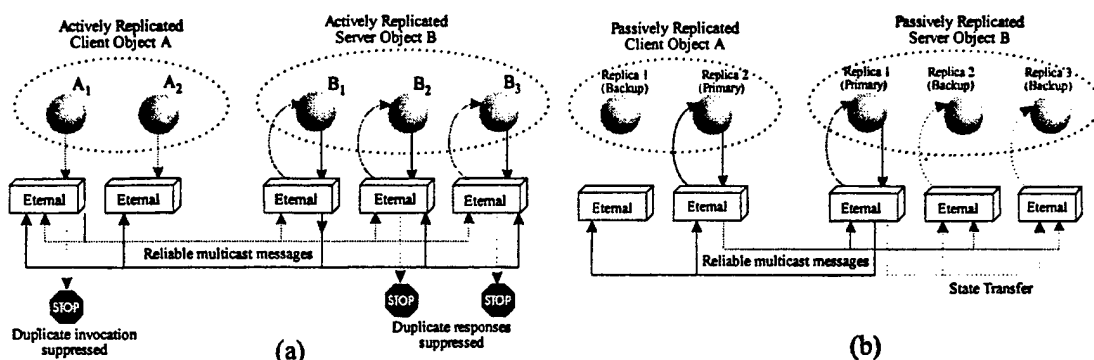 Actively Replicated
Client Object A
A1
A2
Eternal
Eternal
Actively Replicated
Server Object B
B1
B2
B3
Eternal
Eternal
Eternal
Reliable multicast messages
STOP
Duplicate invocation
suppressed
STOP
STOP
Duplicate responses
suppressed
(a)
Passively Replicated
Client Object A
Replica 1
(Backup)
Replica 2
(Primary)
Eternal
Eternal
Passively Replicated
Server Object B
Replica 1
(Primary)
Replica 2
(Backup)
Replica 3
(Backup)
Eternal
Eternal
Eternal
Reliable multicast messages
State Transfer
(b)